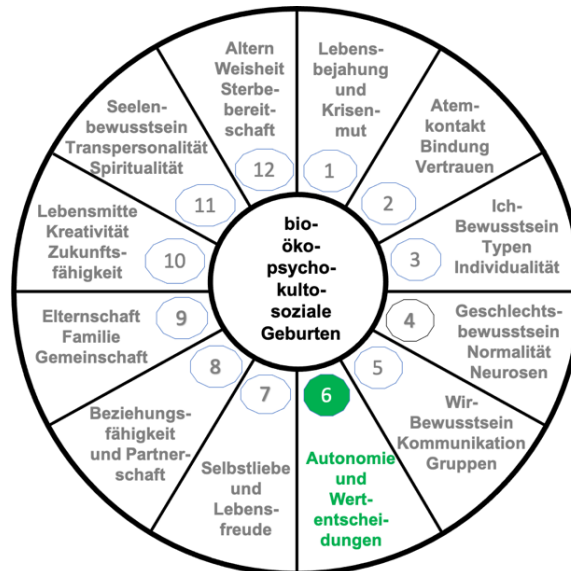 Lebens-
bejahung
und
Krisen-
mut
1
Atem-
kontakt
Bindung
Vertrauen
2
Ich-
Bewusstsein
Typen
Individualität
3
Geschlechts-
bewusstsein
Normalität
Neurosen
4
Wir-
Bewusstsein
Kommunikation
Gruppen
5
6
Autonomie
und
Wert-
entschei-
dungen
7
Selbstliebe
und
Lebens-
freude
8
Beziehungs-
fähigkeit
und Partner-
schaft
9
Elternschaft
Familie
Gemeinschaft
10
Lebensmitte
Kreativität
Zukunfts-
fähigkeit
11
Seelen-
bewusstsein
Transpersonalität
Spiritualität
12
Altern
Weisheit
Sterbe-
bereit-
schaft
bio-
öko-
psycho-
kulto-
soziale
Geburten